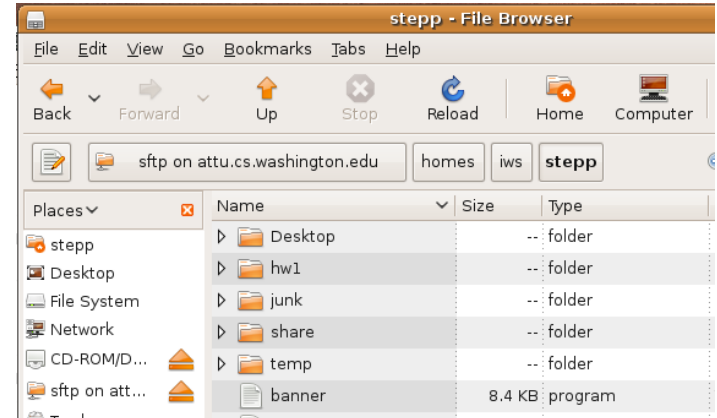 stepp - File Browser
File Edit View Go Bookmarks Tabs Help
Back Forward Up Stop Reload Home Computer
sftp on attu.cs.washington.edu homes iws stepp
Places Name Size Type
stepp
Desktop
File System
Network
CD-ROM/D...
sftp on att...
Desktop -- folder
hw1 -- folder
junk -- folder
share -- folder
temp -- folder
banner 8.4 KB program